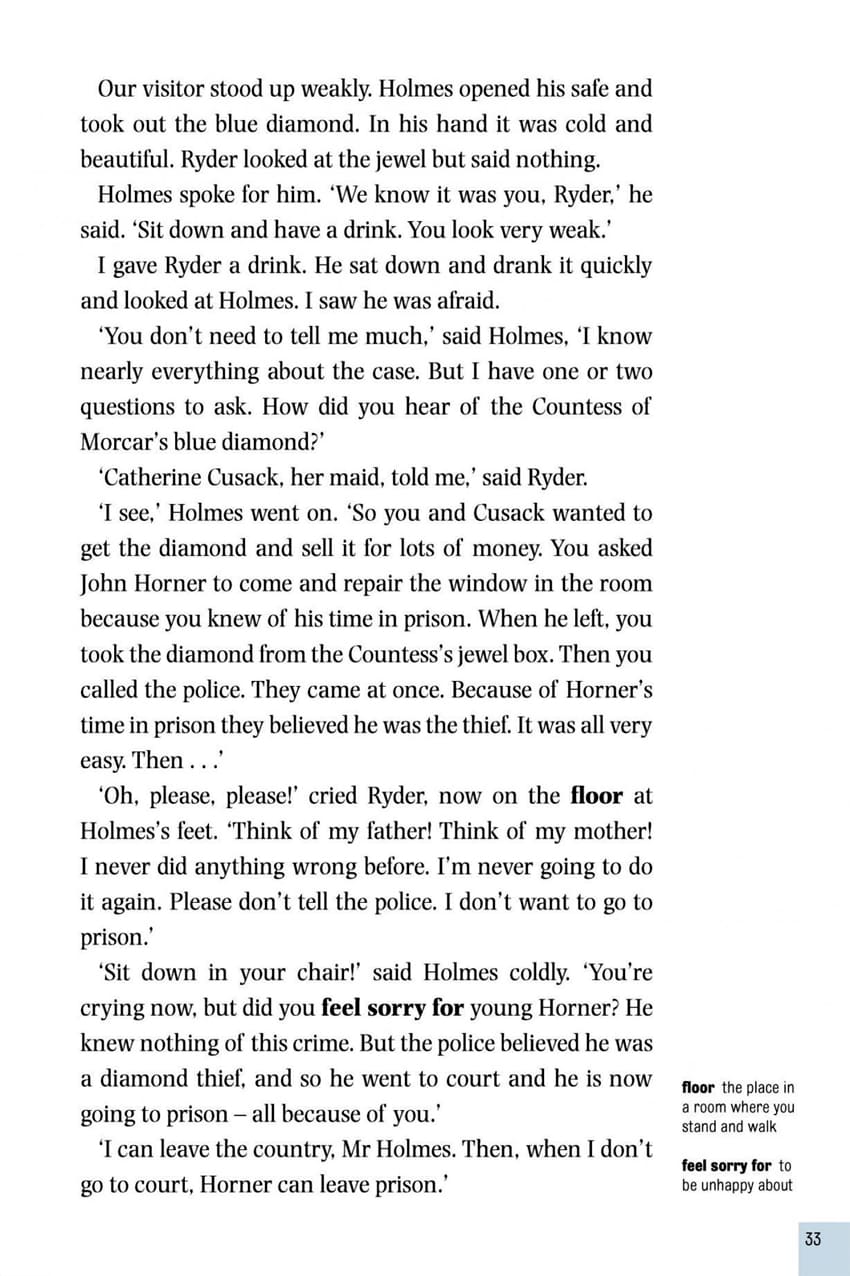 Our visitor stood up weakly. Holmes opened his safe and
took out the blue diamond. In his hand it was cold and
beautiful. Ryder looked at the jewel but said nothing.
Holmes spoke for him. ‘We know it was you, Ryder,’ he
said. ‘Sit down and have a drink. You look very weak.’
I gave Ryder a drink. He sat down and drank it quickly
and looked at Holmes. I saw he was afraid.
‘You don’t need to tell me much,’ said Holmes, ‘I know
nearly everything about the case. But I have one or two
questions to ask. How did you hear of the Countess of
Morcar’s blue diamond?’
‘Catherine Cusack, her maid, told me,’ said Ryder.
‘I see,’ Holmes went on. ‘So you and Cusack wanted to
get the diamond and sell it for lots of money. You asked
John Horner to come and repair the window in the room
because you knew of his time in prison. When he left, you
took the diamond from the Countess’s jewel box. Then you
called the police. They came at once. Because of Horner’s
time in prison they believed he was the thief. It was all very
easy. Then . . .’
‘Oh, please, please!’ cried Ryder, now on the floor at
Holmes’s feet. ‘Think of my father! Think of my mother!
I never did anything wrong before. I’m never going to do
it again. Please don’t tell the police. I don’t want to go to
prison.’
‘Sit down in your chair!’ said Holmes coldly. ‘You’re
crying now, but did you feel sorry for young Horner? He
knew nothing of this crime. But the police believed he was
a diamond thief, and so he went to court and he is now
going to prison – all because of you.’
‘I can leave the country, Mr Holmes. Then, when I don’t
go to court, Horner can leave prison.’
floor the place in
a room where you
stand and walk
feel sorry for to
be unhappy about
33